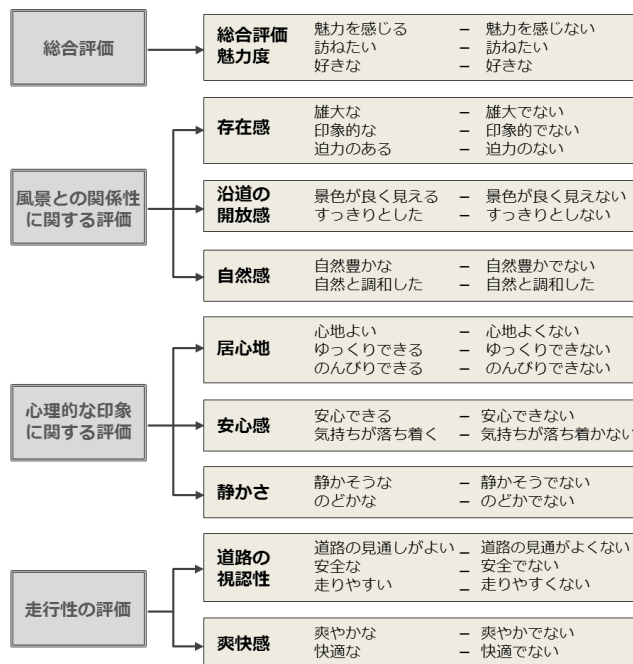 総合評価
総合評価
魅力度
魅力を感じる － 魅力を感じない
訪ねたい － 訪ねたい
好きな － 好きな
風景との関係性
に関する評価
存在感
雄大な － 雄大でない
印象的な － 印象的でない
迫力のある － 迫力のない
沿道の
開放感
景色が良く見える － 景色が良く見えない
すっきりとした － すっきりとしない
自然感
自然豊かな － 自然豊かでない
自然と調和した － 自然と調和した
心理的な印象
に関する評価
居心地
心地よい － 心地よくない
ゆっくりできる － ゆっくりできない
のんびりできる － のんびりできない
安心感
安心できる － 安心できない
気持ちが落ち着く － 気持ちが落ち着かない
静かさ
静かそうな － 静かそうでない
のどかな － のどかでない
走行性の評価
道路の
視認性
道路の見通しがよい － 道路の見通がよくない
安全な － 安全でない
走りやすい － 走りやすくない
爽快感
爽やかな － 爽やかでない
快適な － 快適でない